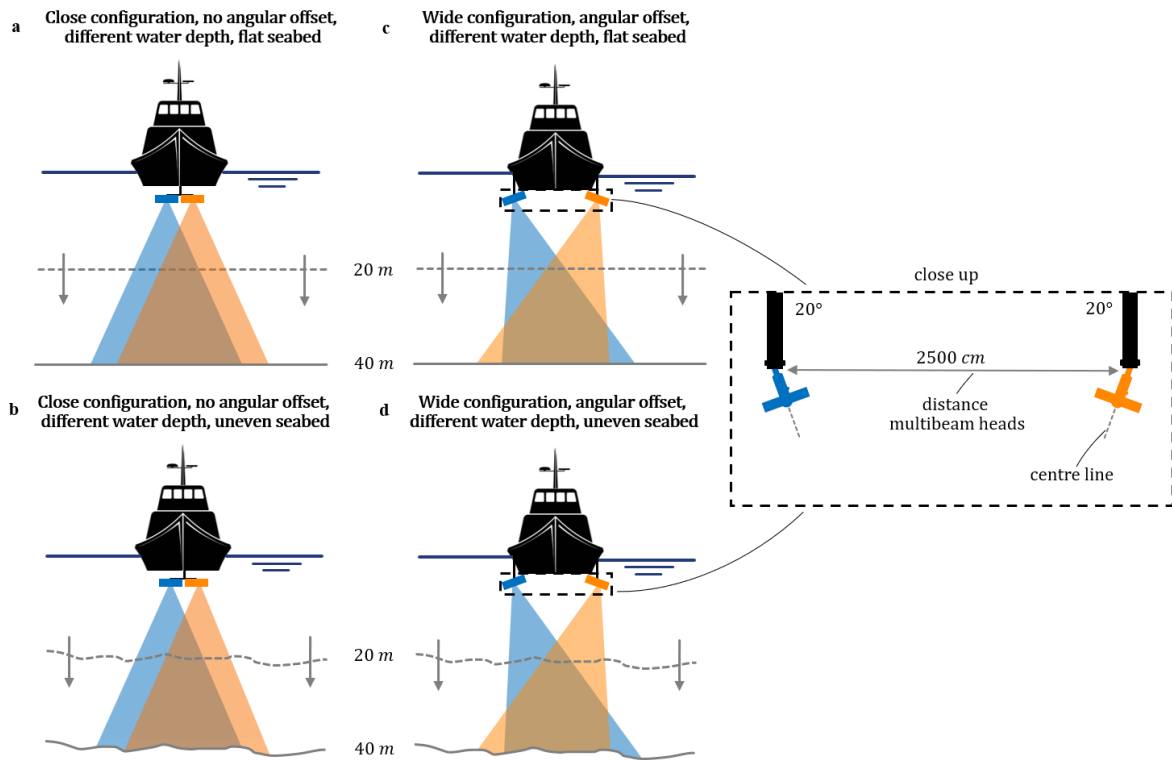 a
Close configuration, no angular offset,
different water depth, flat seabed
c
Wide configuration, angular offset,
different water depth, flat seabed
20 m
40 m
close up
20°
20°
2500 cm
distance
multibeam heads
centre line
b
Close configuration, no angular offset,
different water depth, uneven seabed
d
Wide configuration, angular offset,
different water depth, uneven seabed
20 m
40 m